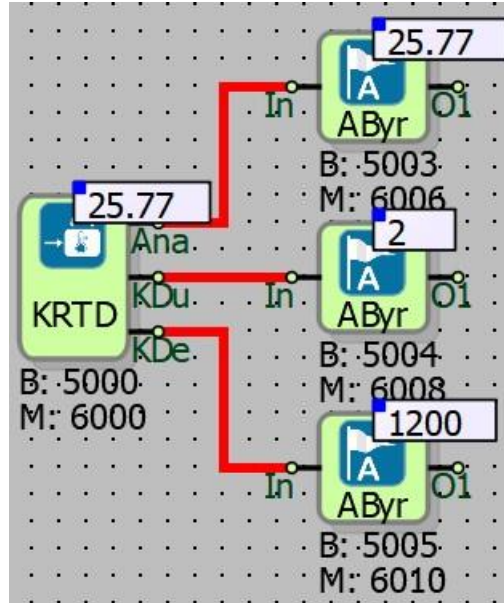 25.77
In
A
O1
AByr
B: 5003
M: 6006
25.77
Ana
2
KDu
In
A
O1
KRTD
AByr
KDe
B: 5004
B: 5000
M: 6008
M: 6000
1200
In
A
O1
AByr
B: 5005
M: 6010